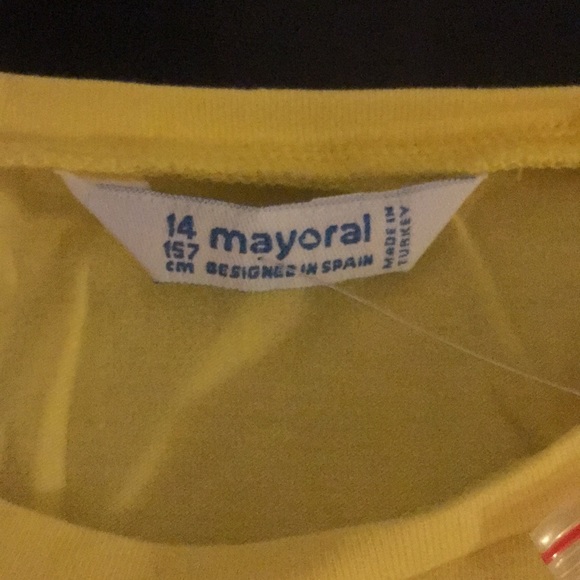 14
157
cm
mayoral
DESIGNED IN SPAIN
MADE IN
TURKEY